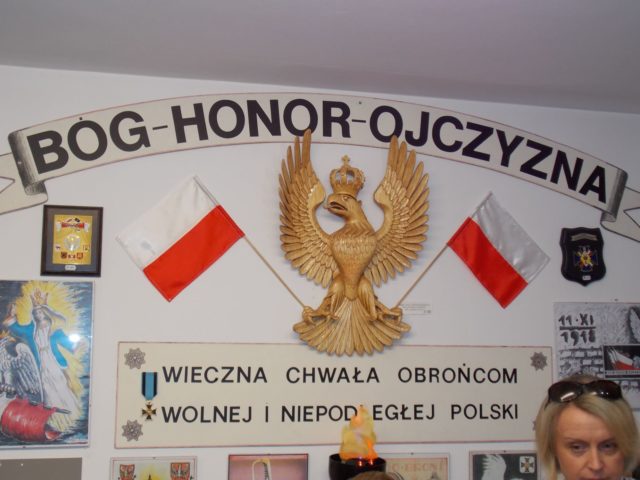 BÓG-HONOR-OJCZYZNA
WIECZNA CHWAŁA OBROŃCOM
WOLNEJ I NIEPODLEGŁEJ POLSKI
11·XI
1918